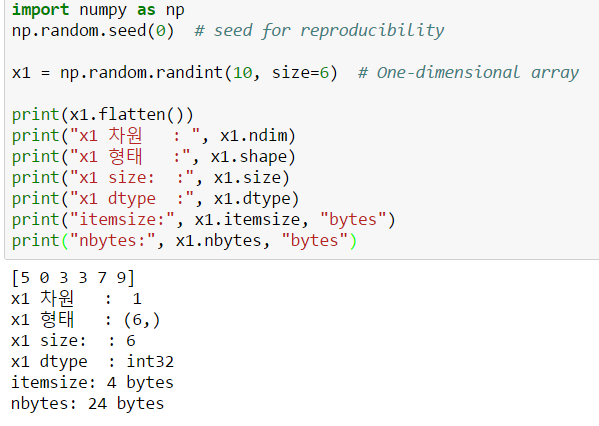 import numpy as np
np.random.seed(0)  # seed for reproducibility
x1 = np.random.randint(10, size=6)  # One-dimensional array
print(x1.flatten())
print("x1 차원   : ", x1.ndim)
print("x1 형태   :", x1.shape)
print("x1 size:  :", x1.size)
print("x1 dtype  :", x1.dtype)
print("itemsize:", x1.itemsize, "bytes")
print("nbytes:", x1.nbytes, "bytes")
[5 0 3 3 7 9]
x1 차원   :  1
x1 형태   : (6,)
x1 size:  : 6
x1 dtype  : int32
itemsize: 4 bytes
nbytes: 24 bytes